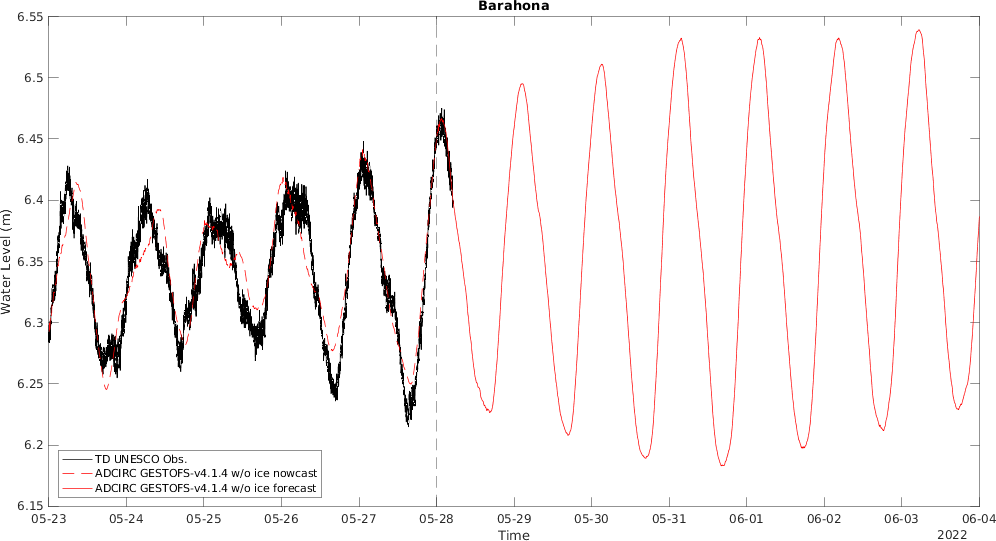 Barahona
6.55
6.5
6.45
6.4
6.35
6.3
6.25
6.2
6.15
Water Level (m)
TD UNESCO Obs.
ADCIRC GESTOFS-v4.1.4 w/o ice nowcast
ADCIRC GESTOFS-v4.1.4 w/o ice forecast
05-23 05-24 05-25 05-26 05-27 05-28 05-29 05-30 05-31 06-01 06-02 06-03 06-04
Time
2022